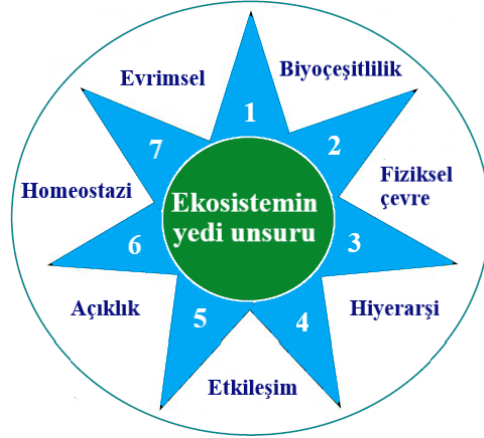 Evrimsel
Biyoçeşitlilik
1
7
2
Homeostazi
Fiziksel
çevre
Ekosistemin
yedi unsuru
6
3
Açıklık
Hiyerarşi
5
4
Etkileşim